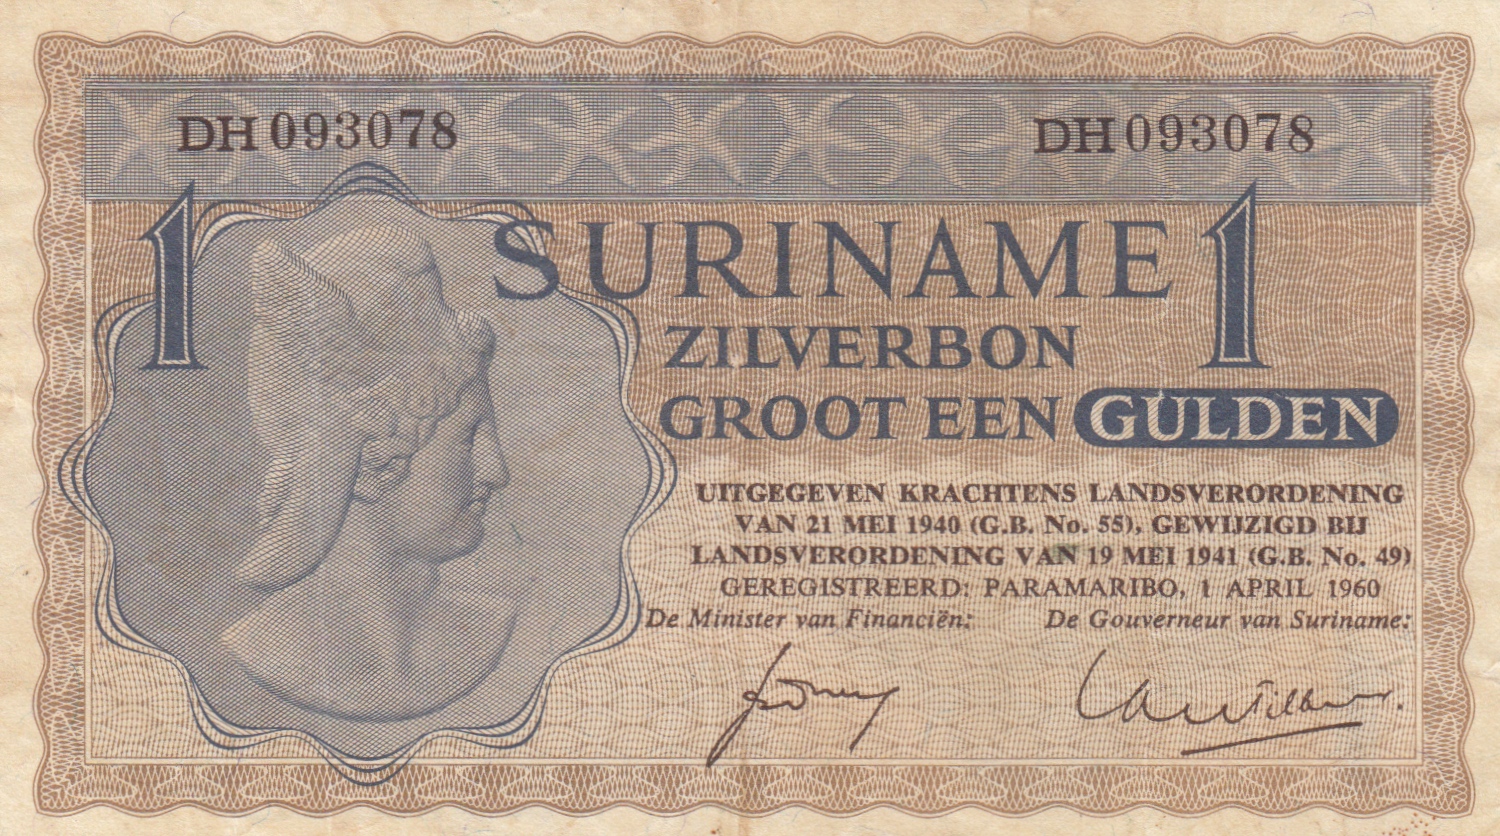 DH 093078 DH 093078
1 SURINAME 1
ZILVERBON
GROOT EEN GULDEN
UITGEGEVEN KRACHTENS LANDSVERORDENING
VAN 21 MEI 1940 (G.B. No. 55), GEWIJZIGD BIJ
LANDSVERORDENING VAN 19 MEI 1941 (G.B. No. 49)
GEREGISTREERD: PARAMARIBO, 1 APRIL 1960
De Minister van Financiën: De Gouverneur van Suriname: